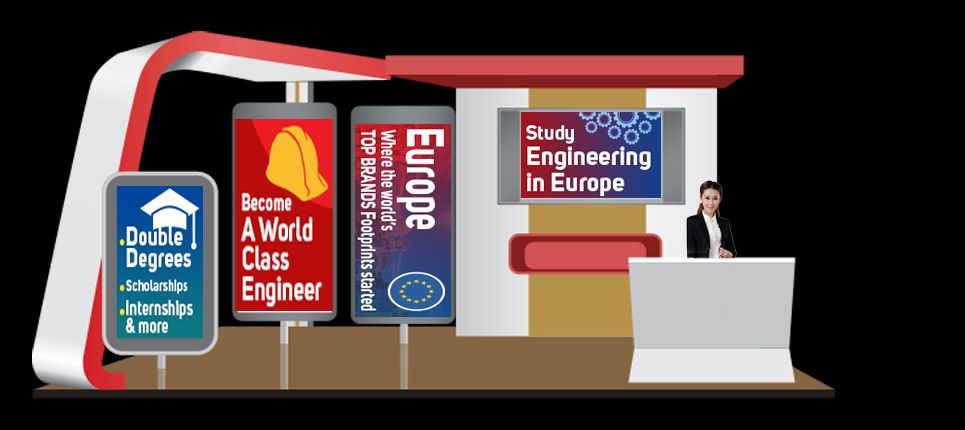 Double
Degrees
Scholarships
Internships
& more
Become
A World
Class
Engineer
Europe
Where the world's
TOP BRANDS Footprints started
Study
Engineering
in Europe